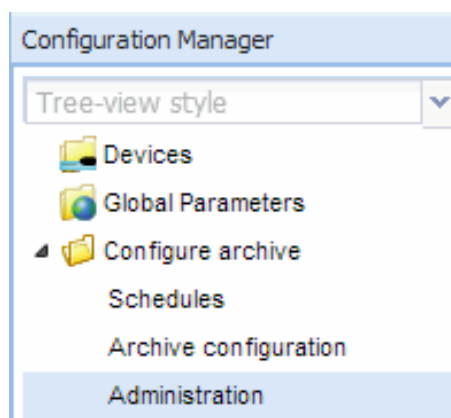 Configuration Manager
Tree-view style
Devices
Global Parameters
Configure archive
Schedules
Archive configuration
Administration